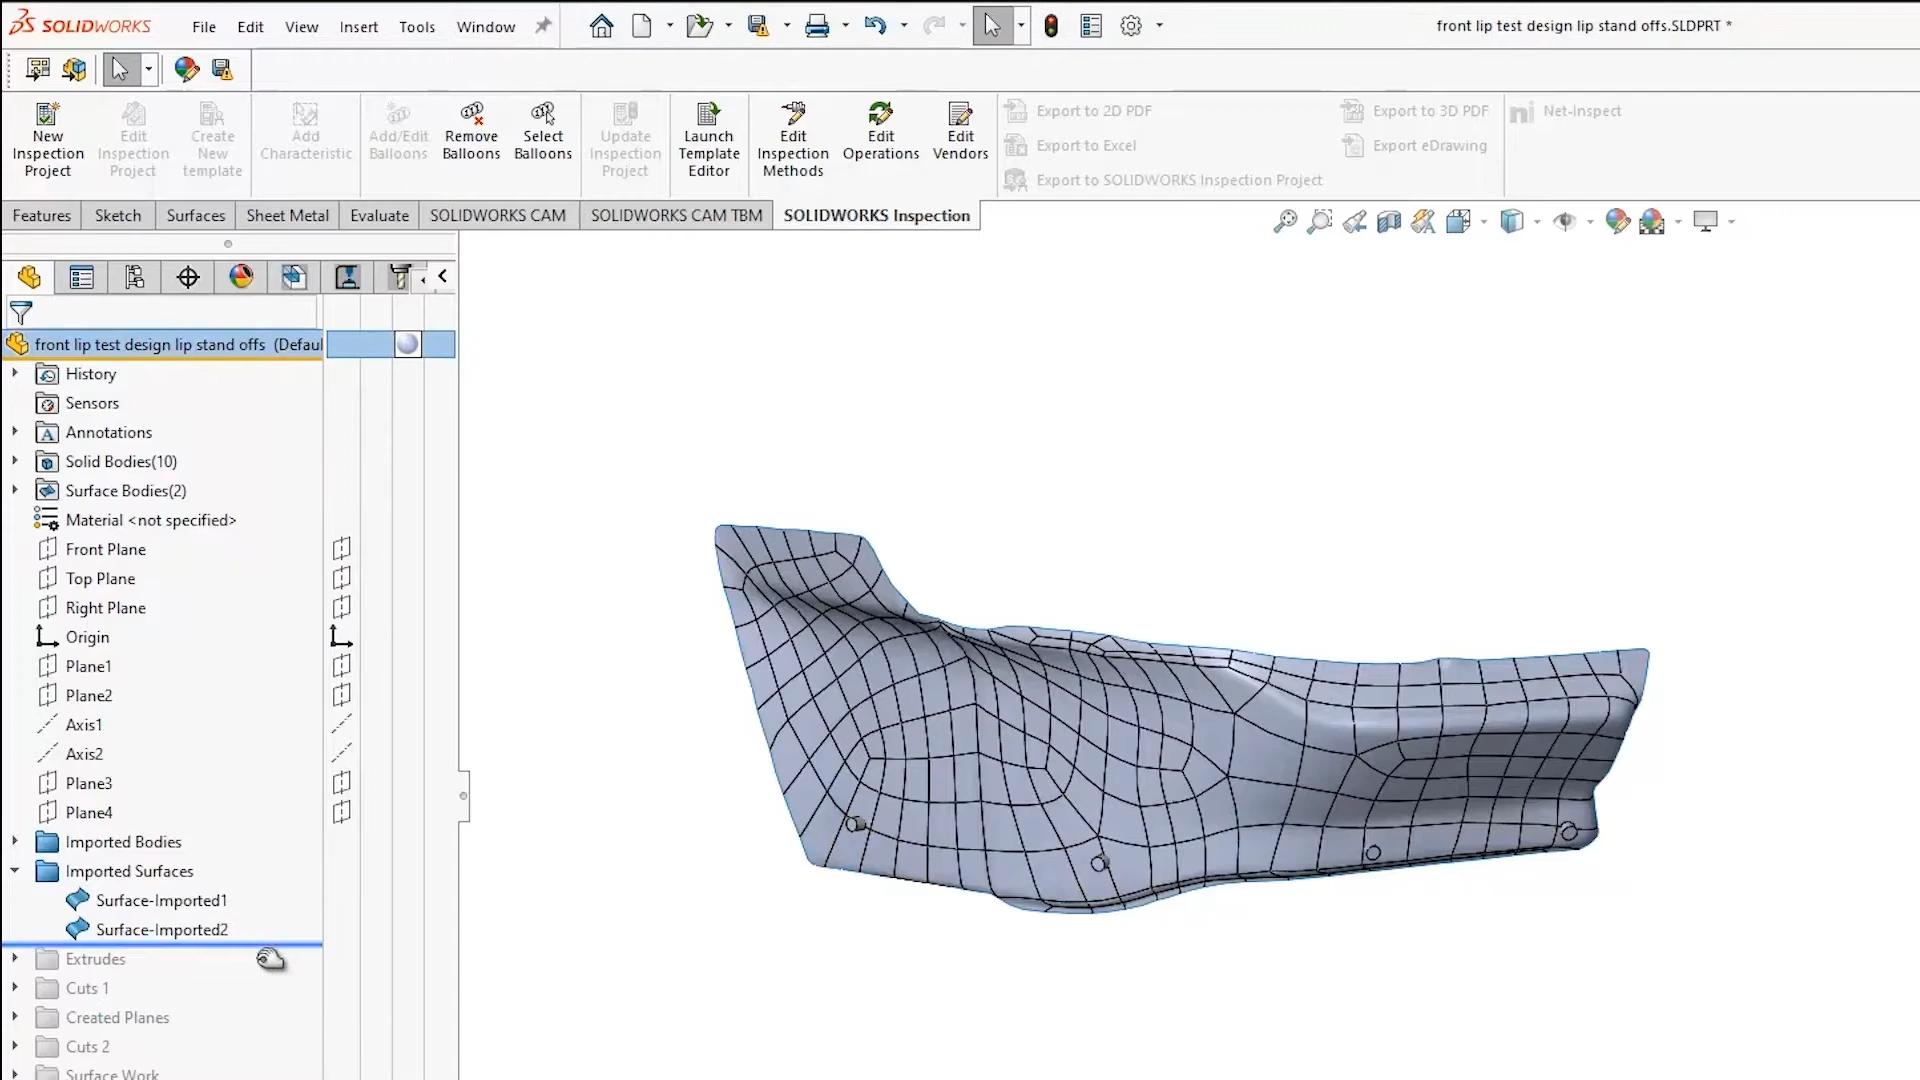 SOLIDWORKS File Edit View Insert Tools Window front lip test design lip stand offs.SLDPRT *
New Inspection Project
Edit Inspection Project
Create New template
Add Characteristic
Add/Edit Balloons
Remove Balloons
Select Balloons
Update Inspection Project
Launch Template Editor
Edit Inspection Methods
Edit Operations
Edit Vendors
Export to 2D PDF
Export to Excel
Export to SOLIDWORKS Inspection Project
Export to 3D PDF
Export eDrawing
Net-Inspect
Features Sketch Surfaces Sheet Metal Evaluate SOLIDWORKS CAM SOLIDWORKS CAM TBM SOLIDWORKS Inspection
front lip test design lip stand offs (Defaul
History
Sensors
Annotations
Solid Bodies(10)
Surface Bodies(2)
Material <not specified>
Front Plane
Top Plane
Right Plane
Origin
Plane1
Plane2
Axis1
Axis2
Plane3
Plane4
Imported Bodies
Imported Surfaces
Surface-Imported1
Surface-Imported2
Extrudes
Cuts 1
Created Planes
Cuts 2
Surface Work